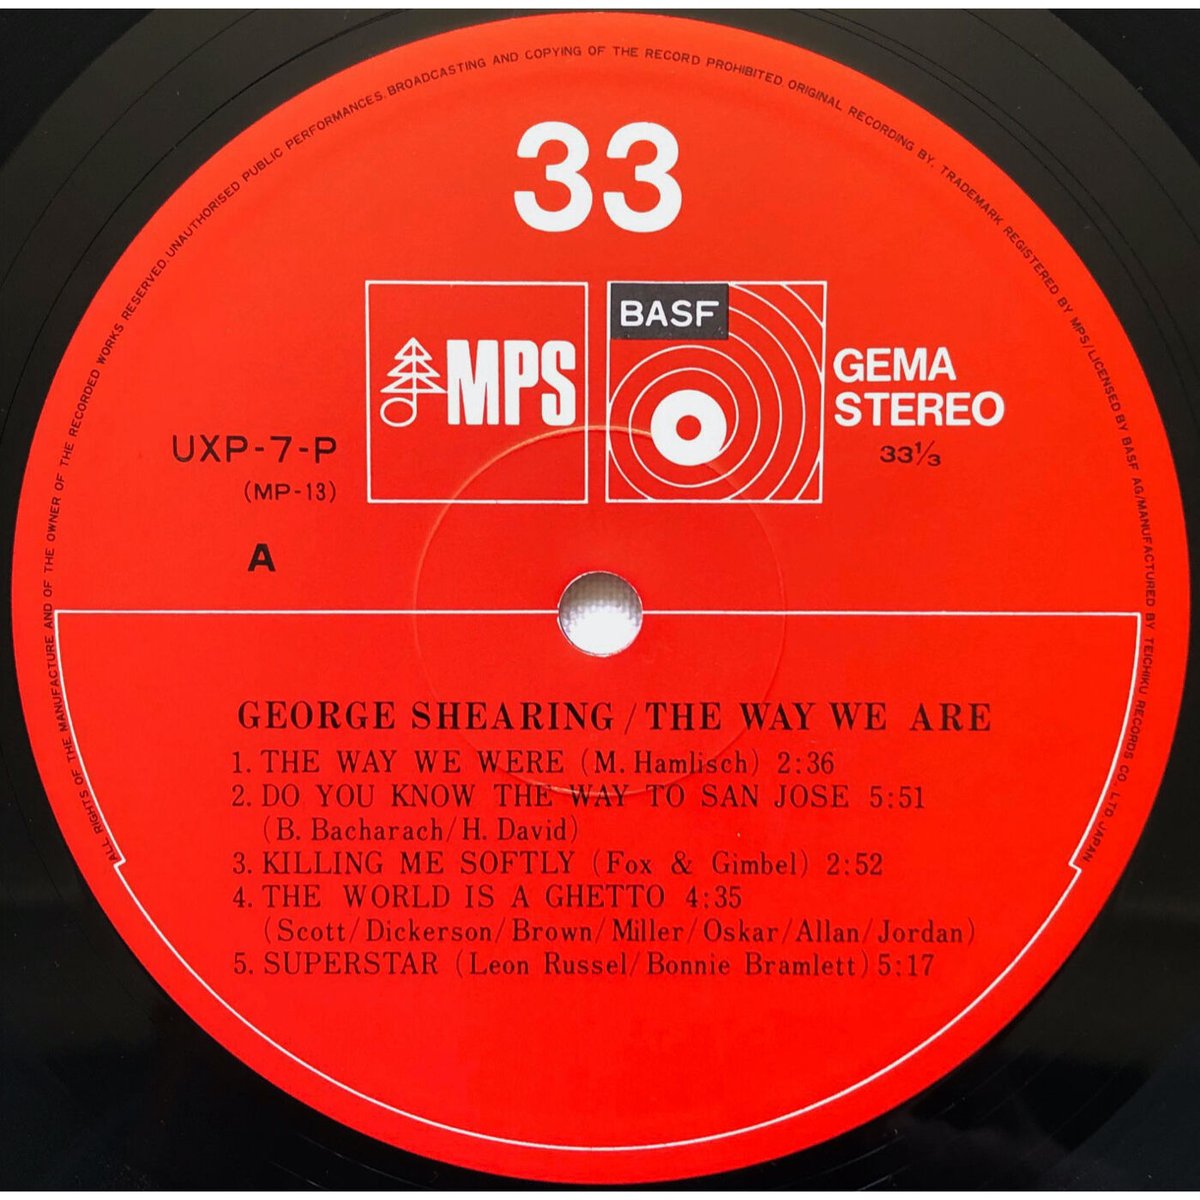 ALL RIGHTS OF THE MANUFACTURE AND OF THE OWNER OF THE RECORDED WORKS RESERVED. UNAUTHORISED PUBLIC PERFORMANCES. BROADCASTING AND COPYING OF THE RECORD PROHIBITED. ORIGINAL RECORDING BY. TRADEMARK REGISTERED BY MPS/LICENSED BY BASF AG/MANUFACTURED BY TEICHIKU RECORDS CO. LTD. JAPAN
33
MPS
BASF
GEMA
STEREO
33⅓
UXP-7-P
(MP-13)
A
GEORGE SHEARING/THE WAY WE ARE
1. THE WAY WE WERE (M. Hamlisch) 2:36
2. DO YOU KNOW THE WAY TO SAN JOSE 5:51
(B. Bacharach/H. David)
3. KILLING ME SOFTLY (Fox & Gimbel) 2:52
4. THE WORLD IS A GHETTO 4:35
(Scott/Dickerson/Brown/Miller/Oskar/Allan/Jordan)
5. SUPERSTAR (Leon Russel/Bonnie Bramlett) 5:17